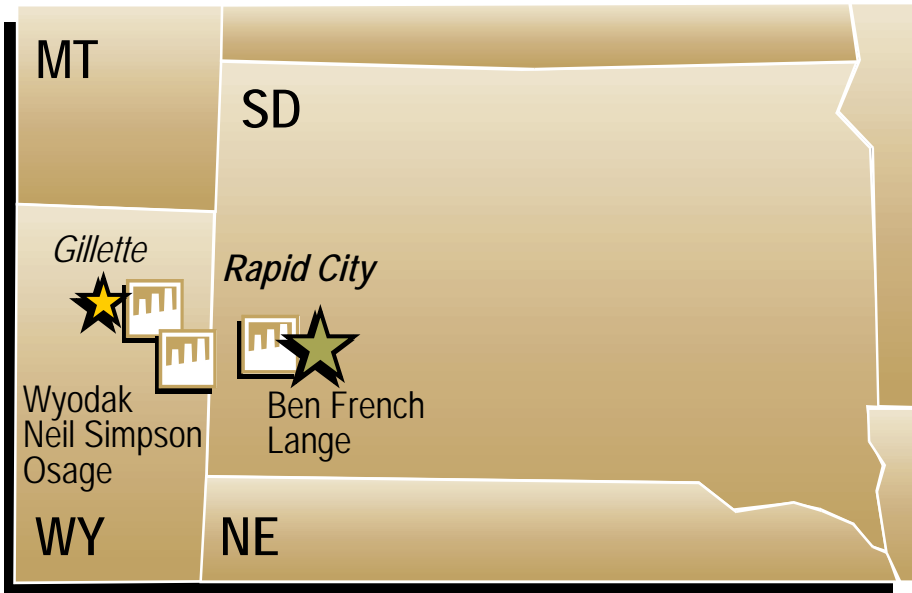 MT
SD
Gillette
Rapid City
Wyodak
Neil Simpson
Osage
Ben French
Lange
WY
NE